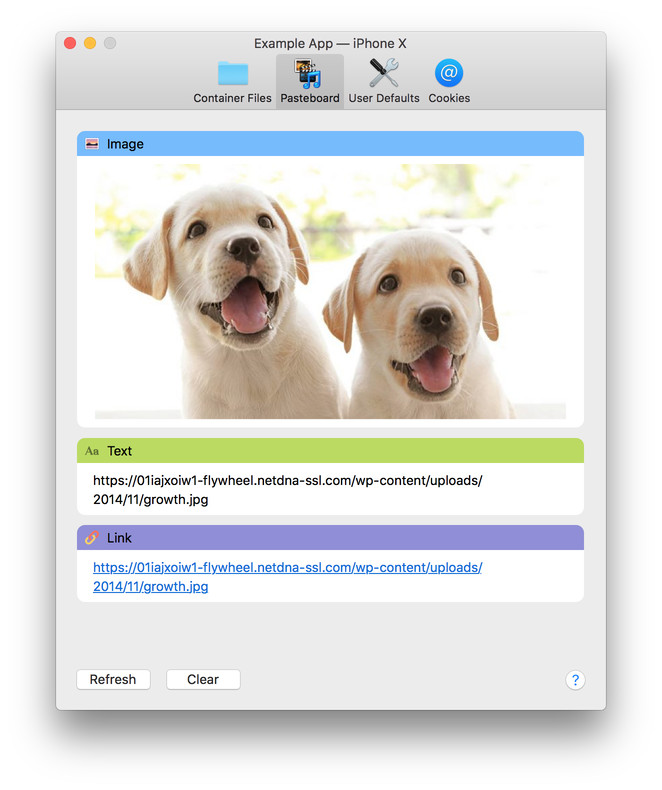 Example App — iPhone X
Container Files
Pasteboard
User Defaults
Cookies
Image
Aa Text
https://01iajxoiw1-flywheel.netdna-ssl.com/wp-content/uploads/
2014/11/growth.jpg
Link
https://01iajxoiw1-flywheel.netdna-ssl.com/wp-content/uploads/
2014/11/growth.jpg
Refresh
Clear
?